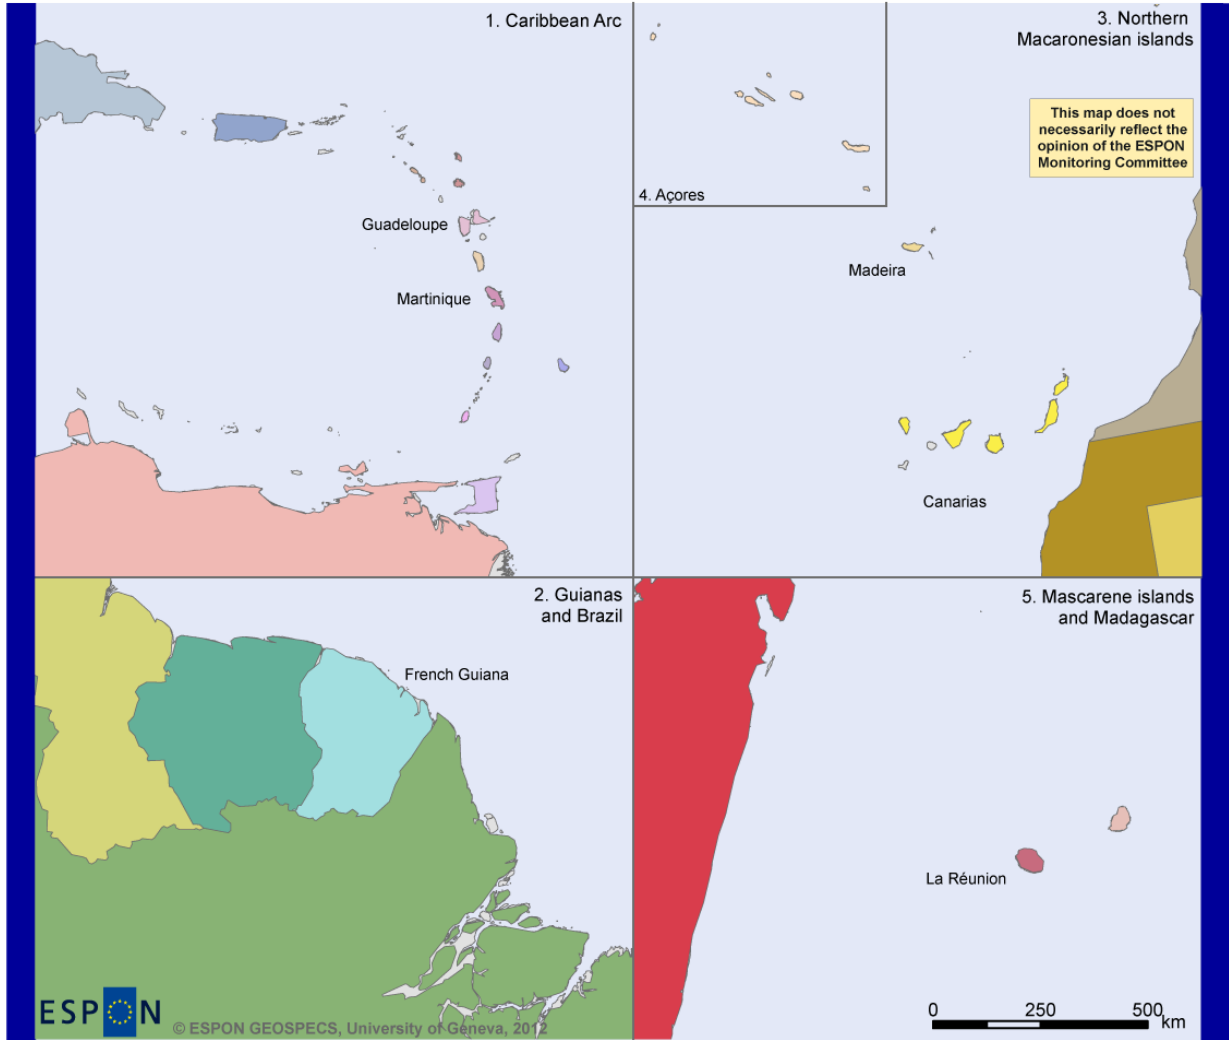 1. Caribbean Arc
Guadeloupe
Martinique
3. Northern
Macaronesian islands
This map does not
necessarily reflect the
opinion of the ESPON
Monitoring Committee
4. Açores
Madeira
Canarias
2. Guianas
and Brazil
French Guiana
5. Mascarene islands
and Madagascar
La Réunion
ESPON
© ESPON GEOSPECS, University of Geneva, 2012
0 250 500
km